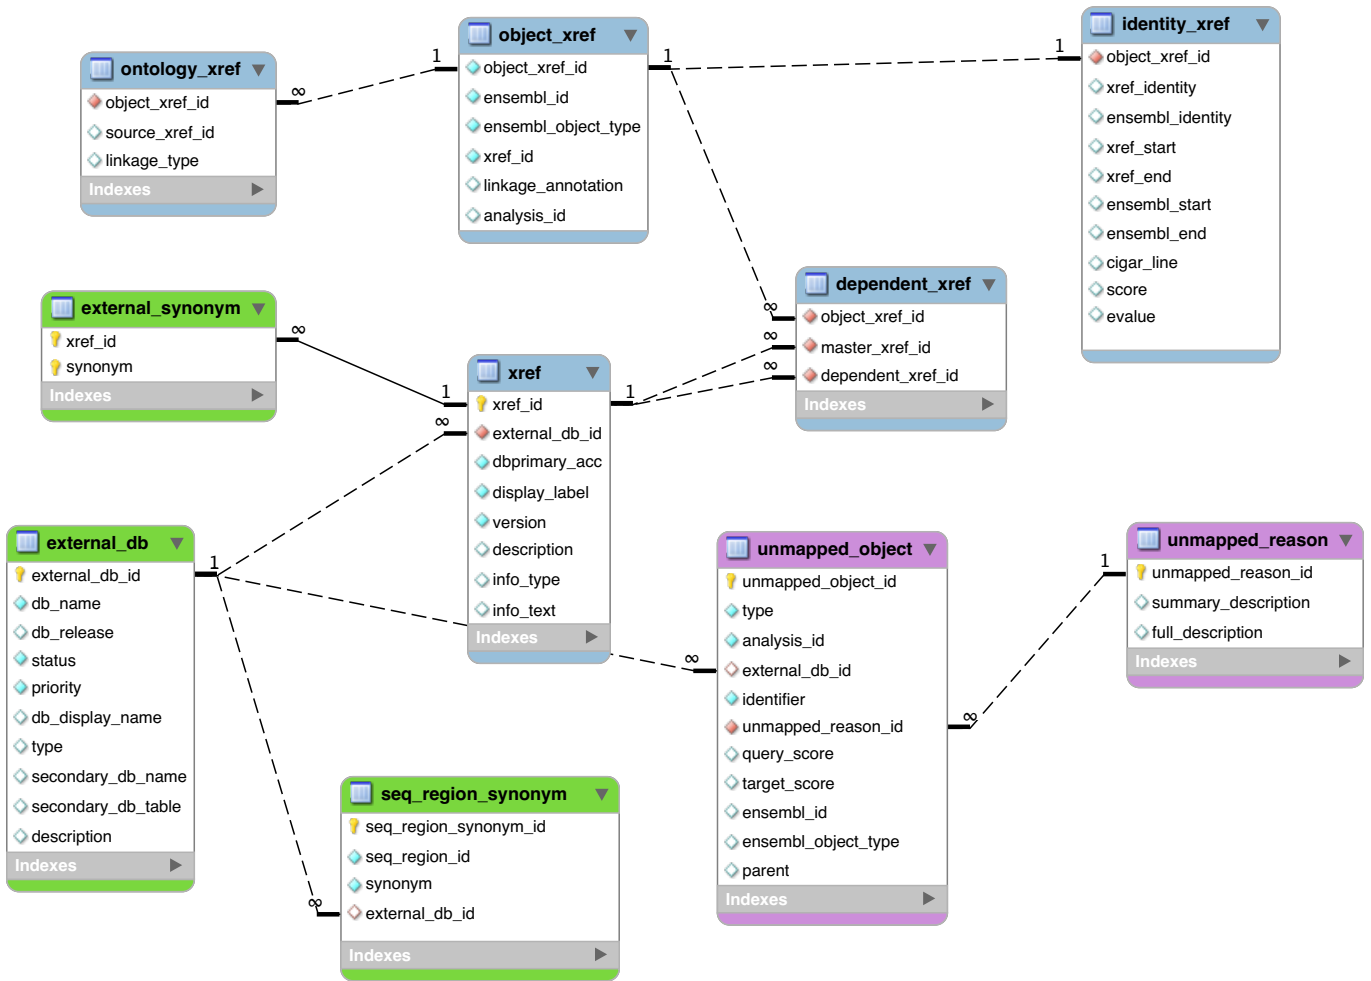 ontology_xref
object_xref_id
source_xref_id
linkage_type
Indexes
object_xref
object_xref_id
ensembl_id
ensembl_object_type
xref_id
linkage_annotation
analysis_id
identity_xref
object_xref_id
xref_identity
ensembl_identity
xref_start
xref_end
ensembl_start
ensembl_end
cigar_line
score
evalue
∞
1
1
1
external_synonym
xref_id
synonym
Indexes
∞
1
dependent_xref
object_xref_id
master_xref_id
dependent_xref_id
Indexes
∞
∞
∞
xref
xref_id
external_db_id
dbprimary_acc
display_label
version
description
info_type
info_text
Indexes
1
∞
external_db
external_db_id
db_name
db_release
status
priority
db_display_name
type
secondary_db_name
secondary_db_table
description
Indexes
1
unmapped_object
unmapped_object_id
type
analysis_id
external_db_id
identifier
unmapped_reason_id
query_score
target_score
ensembl_id
ensembl_object_type
parent
Indexes
∞
∞
unmapped_reason
unmapped_reason_id
summary_description
full_description
Indexes
1
seq_region_synonym
seq_region_synonym_id
seq_region_id
synonym
external_db_id
Indexes
∞